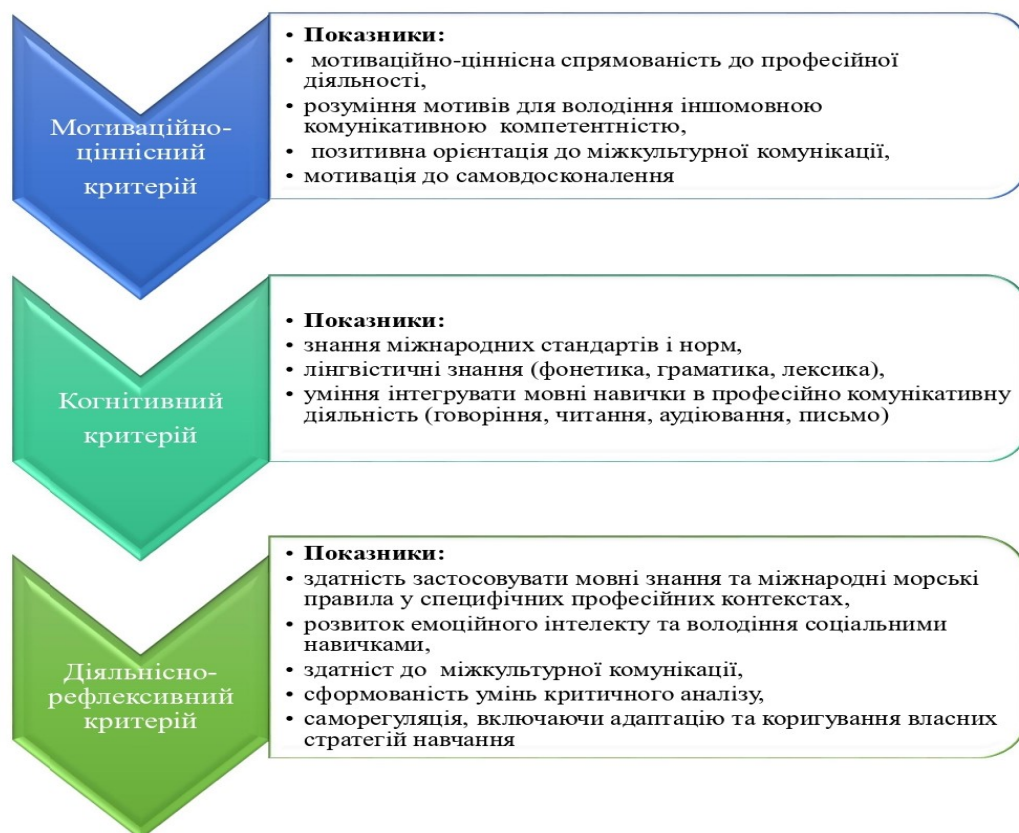 Мотиваційно-
ціннісний
критерій
• Показники:
• мотиваційно-ціннісна спрямованість до професійної
діяльності,
• розуміння мотивів для володіння іншомовною
комунікативною компетентністю,
• позитивна орієнтація до міжкультурної комунікації,
• мотивація до самовдосконалення
Когнітивний
критерій
• Показники:
• знання міжнародних стандартів і норм,
• лінгвістичні знання (фонетика, граматика, лексика),
• уміння інтегрувати мовні навички в професійно комунікативну
діяльність (говоріння, читання, аудіювання, письмо)
Діяльнісно-
рефлексивний
критерій
• Показники:
• здатність застосовувати мовні знання та міжнародні морські
правила у специфічних професійних контекстах,
• розвиток емоційного інтелекту та володіння соціальними
навичками,
• здатніст до міжкультурної комунікації,
• сформованість умінь критичного аналізу,
• саморегуляція, включаючи адаптацію та коригування власних
стратегій навчання